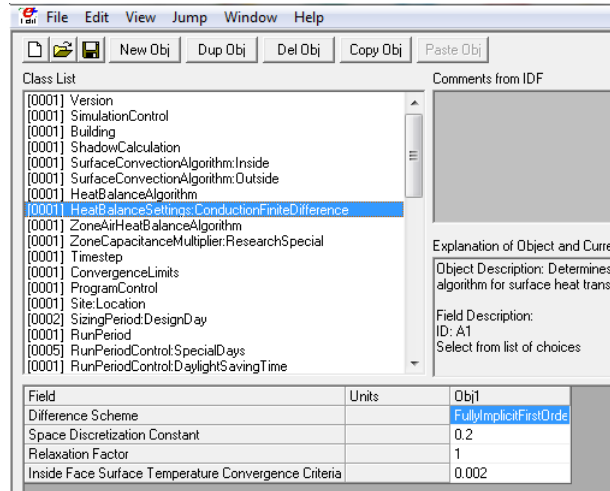 File Edit View Jump Window Help
New Obj Dup Obj Del Obj Copy Obj Paste Obj
Class List
Comments from IDF
[0001] Version
[0001] SimulationControl
[0001] Building
[0001] ShadowCalculation
[0001] SurfaceConvectionAlgorithm:Inside
[0001] SurfaceConvectionAlgorithm:Outside
[0001] HeatBalanceAlgorithm
[0001] HeatBalanceSettings:ConductionFiniteDifference
[0001] ZoneAirHeatBalanceAlgorithm
[0001] ZoneCapacitanceMultiplier:ResearchSpecial
[0001] Timestep
[0001] ConvergenceLimits
[0001] ProgramControl
[0001] Site:Location
[0002] SizingPeriod:DesignDay
[0001] RunPeriod
[0005] RunPeriodControl:SpecialDays
[0001] RunPeriodControl:DaylightSavingTime
Explanation of Object and Curre
Object Description: Determines
algorithm for surface heat trans
Field Description:
ID: A1
Select from list of choices
Field Units Obj1
Difference Scheme FullyImplicitFirstOrde
Space Discretization Constant 0.2
Relaxation Factor 1
Inside Face Surface Temperature Convergence Criteria 0.002